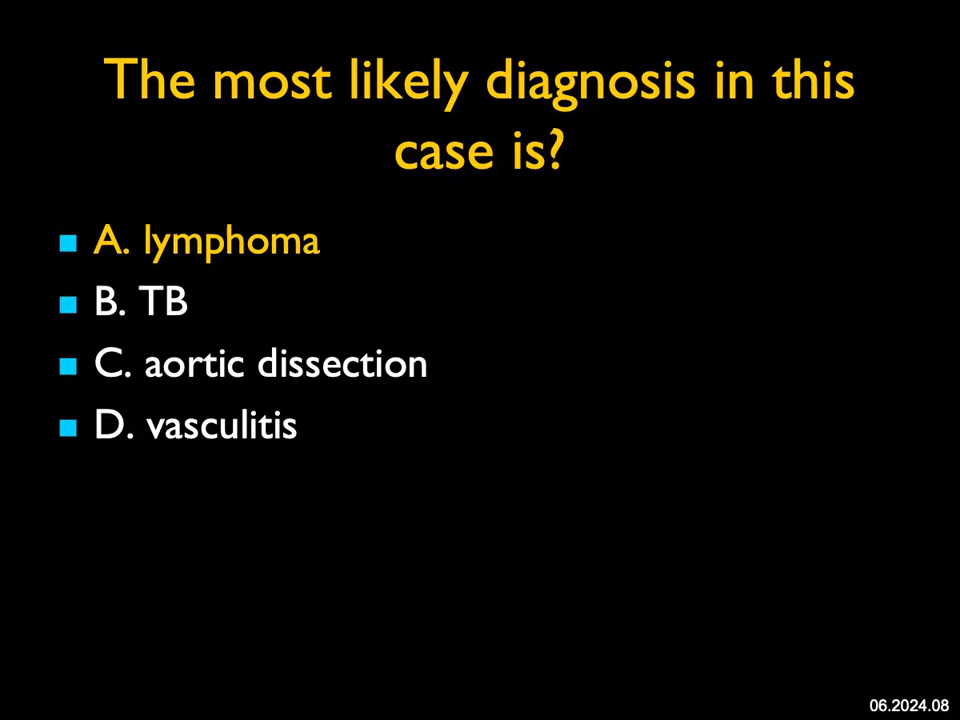 The most likely diagnosis in this
case is?
A. lymphoma
B. TB
C. aortic dissection
D. vasculitis
06.2024.08